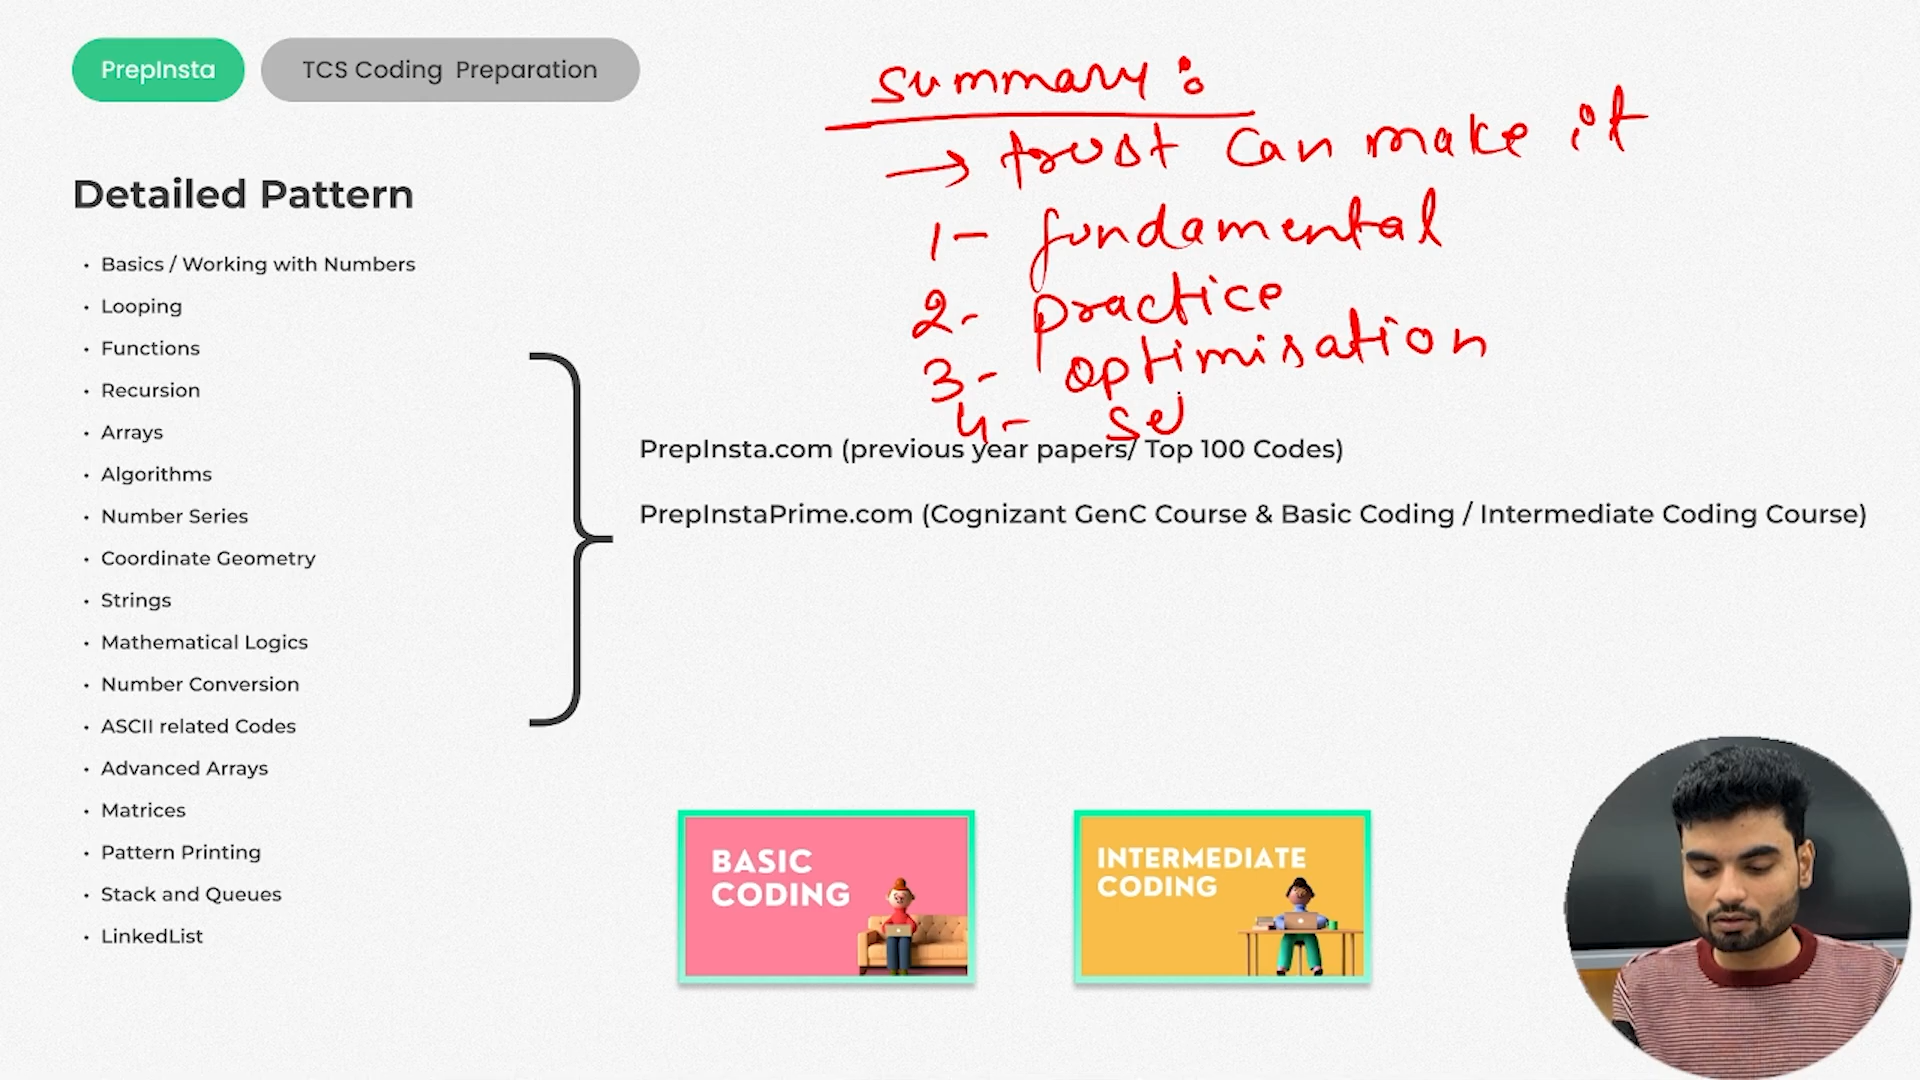 PrepInsta
TCS Coding Preparation
summary:
→ trust can make it
1- fundamental
2- practice
3- optimisation
4- sel
Detailed Pattern
• Basics / Working with Numbers
• Looping
• Functions
• Recursion
• Arrays
• Algorithms
• Number Series
• Coordinate Geometry
• Strings
• Mathematical Logics
• Number Conversion
• ASCII related Codes
• Advanced Arrays
• Matrices
• Pattern Printing
• Stack and Queues
• LinkedList
PrepInsta.com (previous year papers/ Top 100 Codes)
PrepInstaPrime.com (Cognizant GenC Course & Basic Coding / Intermediate Coding Course)
BASIC
CODING
INTERMEDIATE
CODING